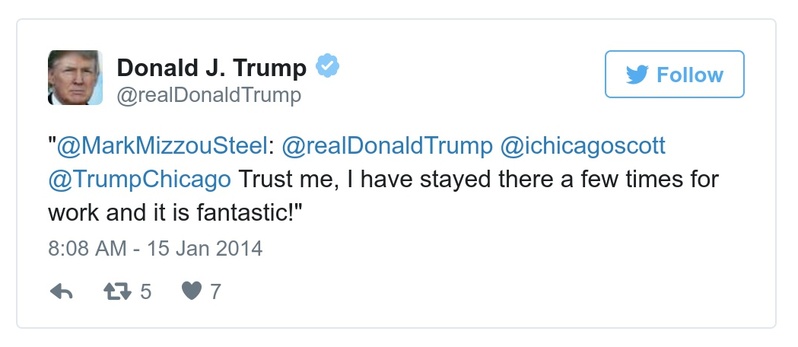 Donald J. Trump
@realDonaldTrump
Follow
"@MarkMizzouSteel: @realDonaldTrump @ichicagoscott
@TrumpChicago Trust me, I have stayed there a few times for
work and it is fantastic!"
8:08 AM - 15 Jan 2014
5 7